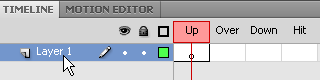 TIMELINE MOTION EDITOR
Up Over Down Hit
Layer 1